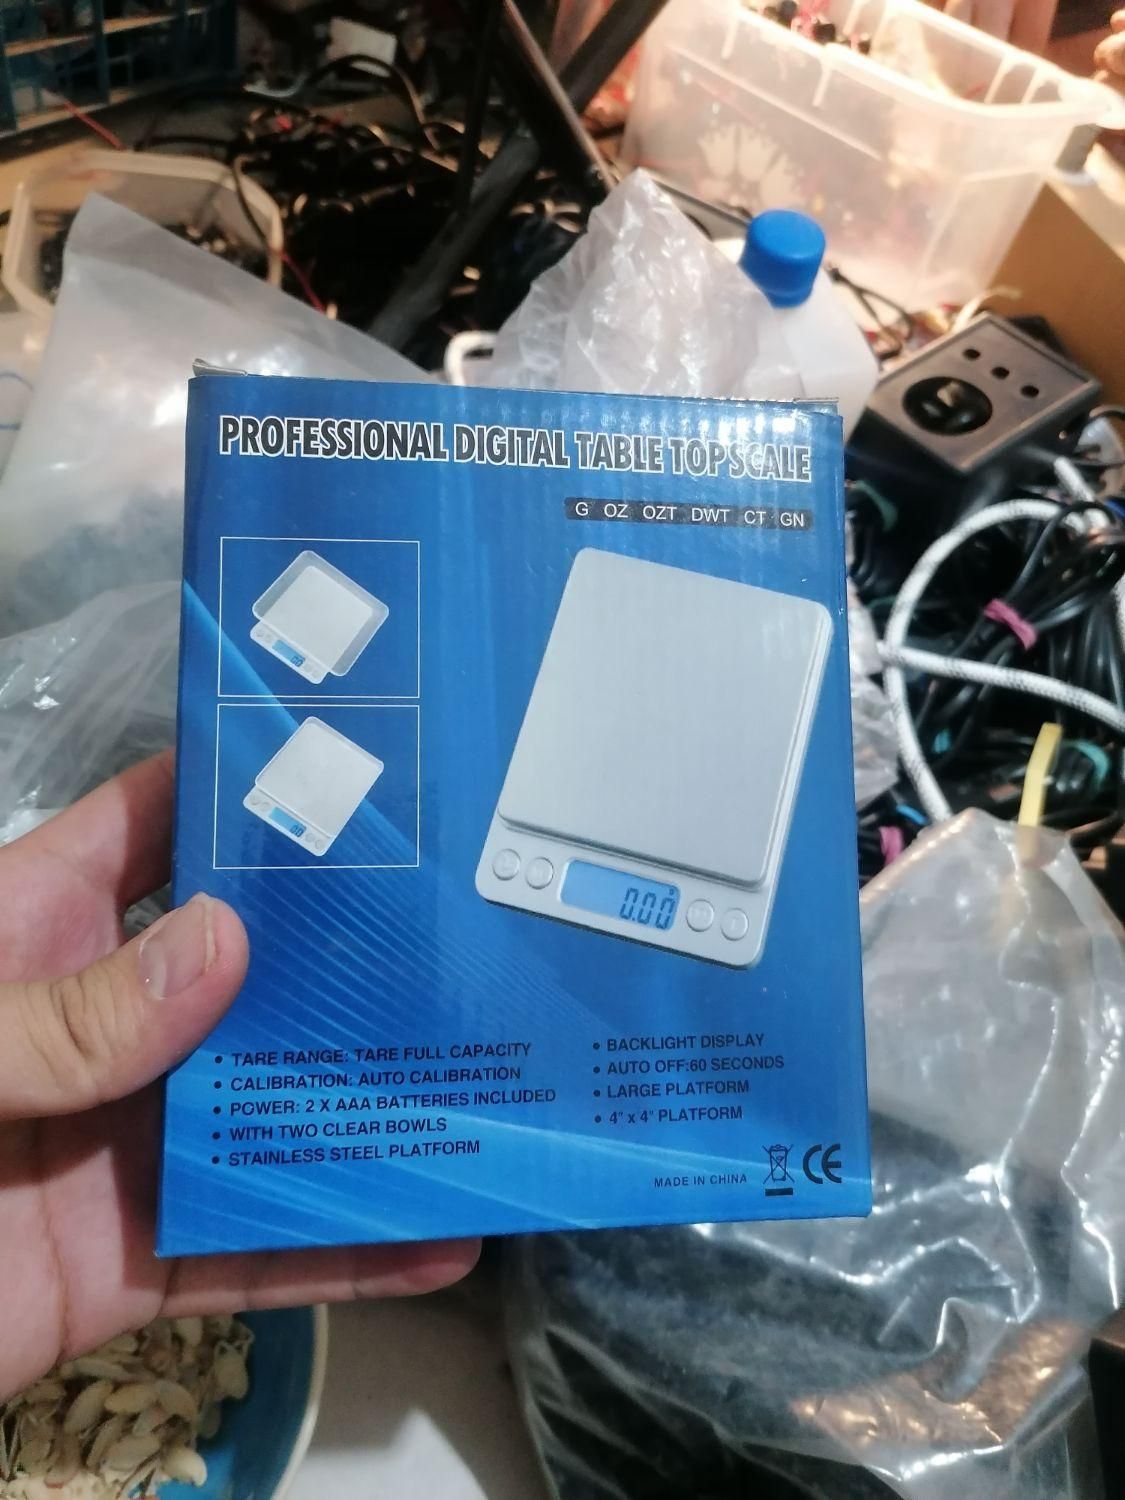 PROFESSIONAL DIGITAL TABLE TOP SCALE
G OZ OZT DWT CT GN
0.00
• TARE RANGE: TARE FULL CAPACITY
• CALIBRATION: AUTO CALIBRATION
• POWER: 2 X AAA BATTERIES INCLUDED
• WITH TWO CLEAR BOWLS
• STAINLESS STEEL PLATFORM
• BACKLIGHT DISPLAY
• AUTO OFF:60 SECONDS
• LARGE PLATFORM
• 4" x 4" PLATFORM
MADE IN CHINA CE